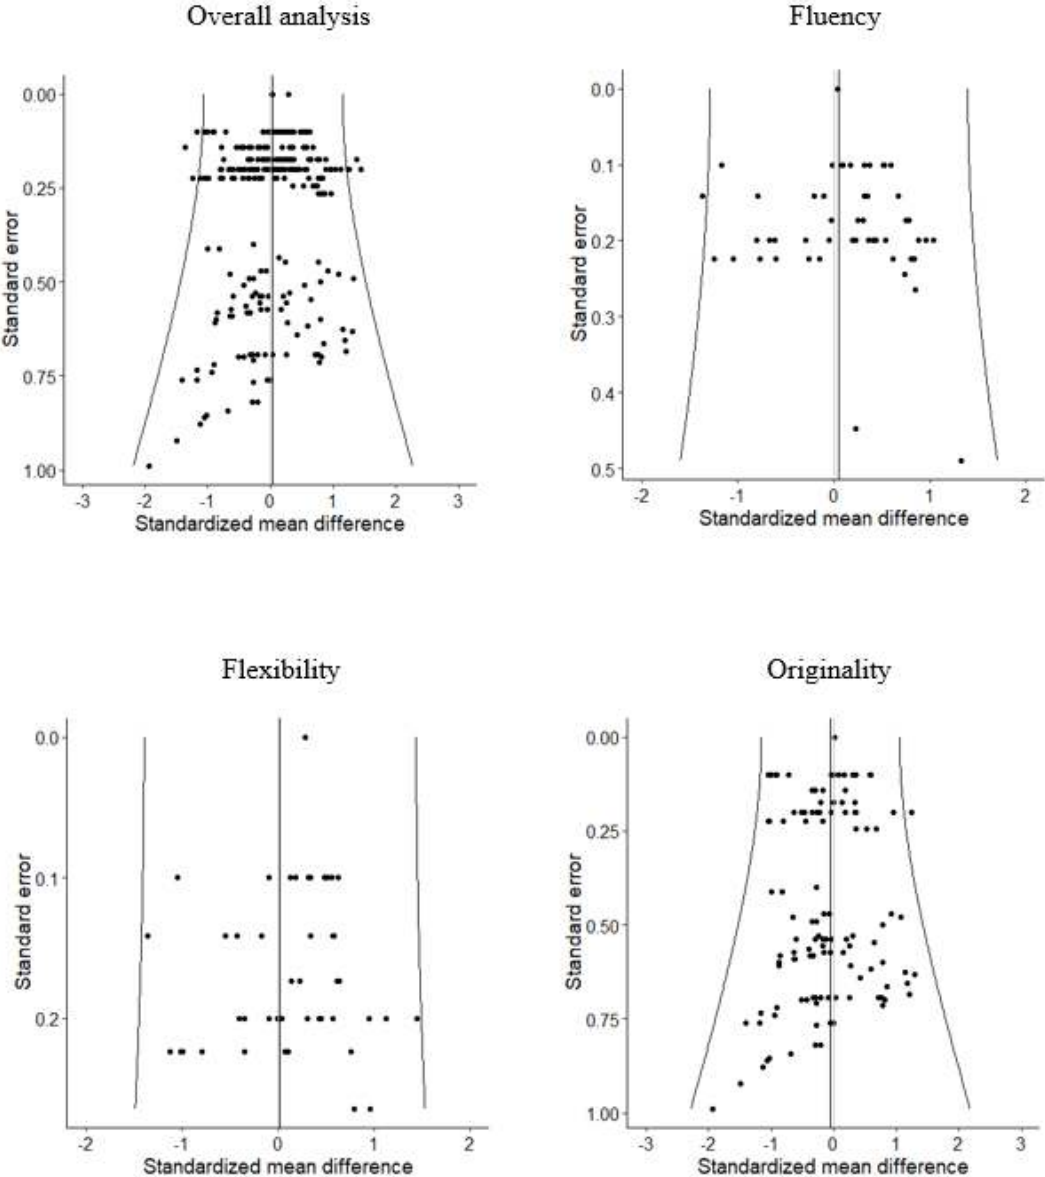 Overall analysis
0.00
0.25
0.50
0.75
1.00
Standard error
-3 -2 -1 0 1 2 3
Standardized mean difference
Fluency
0.0
0.1
0.2
0.3
0.4
0.5
Standard error
-2 -1 0 1 2
Standardized mean difference
Flexibility
0.0
0.1
0.2
Standard error
-2 -1 0 1 2
Standardized mean difference
Originality
0.00
0.25
0.50
0.75
1.00
Standard error
-3 -2 -1 0 1 2 3
Standardized mean difference